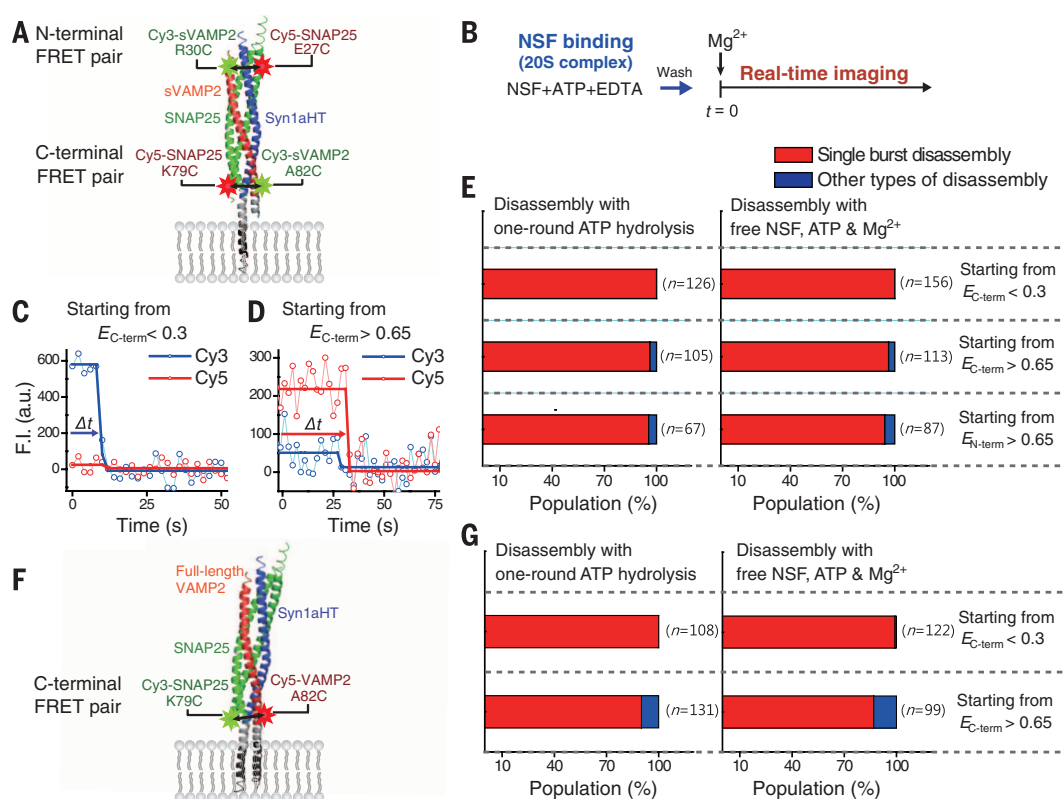 A
N-terminal
FRET pair
Cy3-sVAMP2
R30C
Cy5-SNAP25
E27C
sVAMP2
SNAP25
Syn1aHT
C-terminal
FRET pair
Cy5-SNAP25
K79C
Cy3-sVAMP2
A82C
B
NSF binding
(20S complex)
NSF+ATP+EDTA
Wash
Mg2+
Real-time imaging
t = 0
C
Starting from
EC-term < 0.3
Cy3
Cy5
F.I. (a.u.)
600
400
200
0
Δt
0
25
50
Time (s)
D
Starting from
EC-term > 0.65
Cy3
Cy5
300
200
100
0
Δt
0
25
50
75
Time (s)
Single burst disassembly
Other types of disassembly
E
Disassembly with
one-round ATP hydrolysis
Disassembly with
free NSF, ATP & Mg2+
(n=126)
(n=156)
Starting from
EC-term < 0.3
(n=105)
(n=113)
Starting from
EC-term > 0.65
(n=67)
(n=87)
Starting from
EN-term > 0.65
10 40 70 100
Population (%)
10 40 70 100
Population (%)
F
Full-length
VAMP2
Syn1aHT
SNAP25
C-terminal
FRET pair
Cy3-SNAP25
K79C
Cy5-VAMP2
A82C
G
Disassembly with
one-round ATP hydrolysis
Disassembly with
free NSF, ATP & Mg2+
(n=108)
(n=122)
Starting from
EC-term < 0.3
(n=131)
(n=99)
Starting from
EC-term > 0.65
10 40 70 100
Population (%)
10 40 70 100
Population (%)